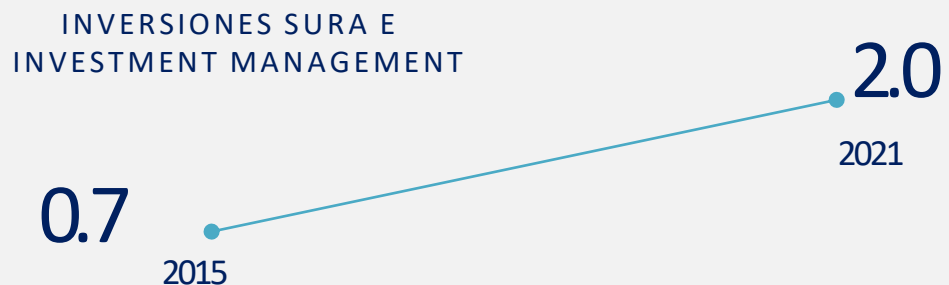 INVERSIONES SURA E
INVESTMENT MANAGEMENT
2.0
2021
0.7
2015